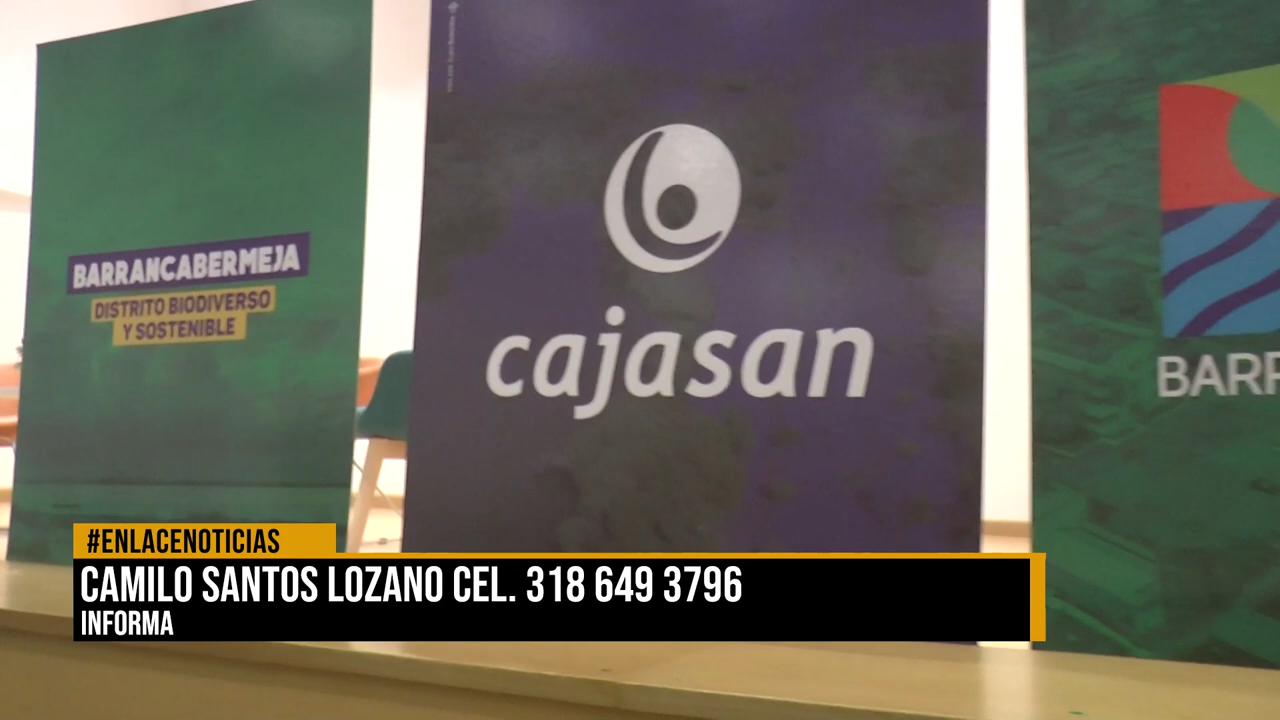 BARRANCABERMEJA
DISTRITO BIODIVERSO
Y SOSTENIBLE
cajasan
BARR
#ENLACENOTICIAS
CAMILO SANTOS LOZANO CEL. 318 649 3796
INFORMA